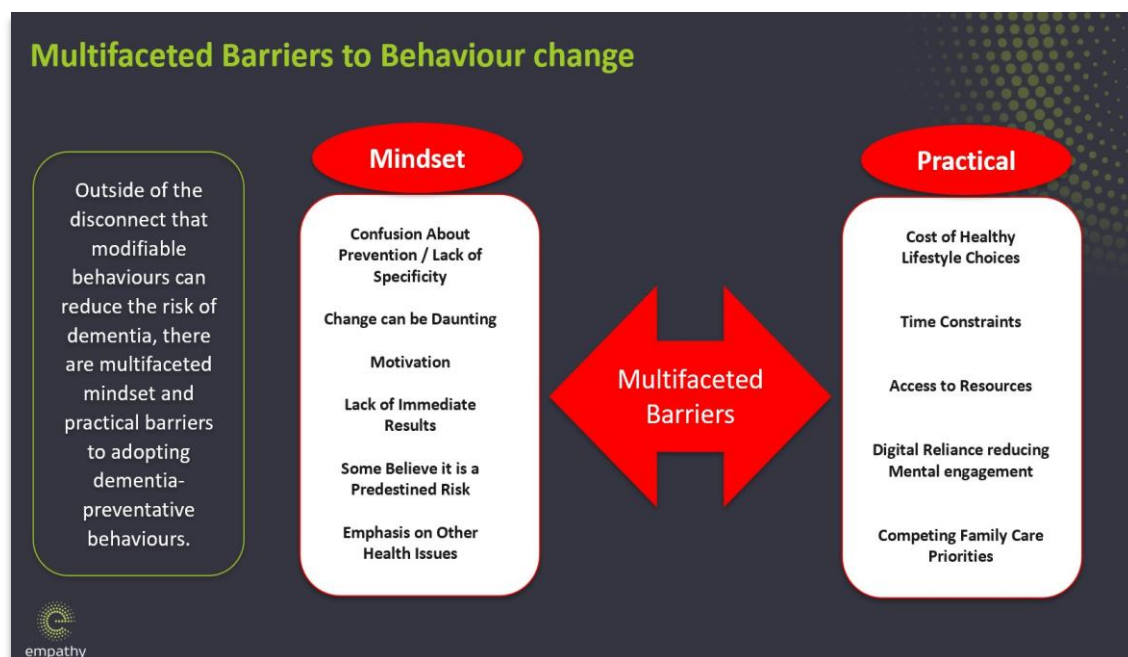 Multifaceted Barriers to Behaviour change
Outside of the
disconnect that
modifiable
behaviours can
reduce the risk of
dementia, there
are multifaceted
mindset and
practical barriers
to adopting
dementia-
preventative
behaviours.
Mindset
Confusion About
Prevention / Lack of
Specificity
Change can be Daunting
Motivation
Lack of Immediate
Results
Some Believe it is a
Predestined Risk
Emphasis on Other
Health Issues
Multifaceted
Barriers
Practical
Cost of Healthy
Lifestyle Choices
Time Constraints
Access to Resources
Digital Reliance reducing
Mental engagement
Competing Family Care
Priorities
empathy